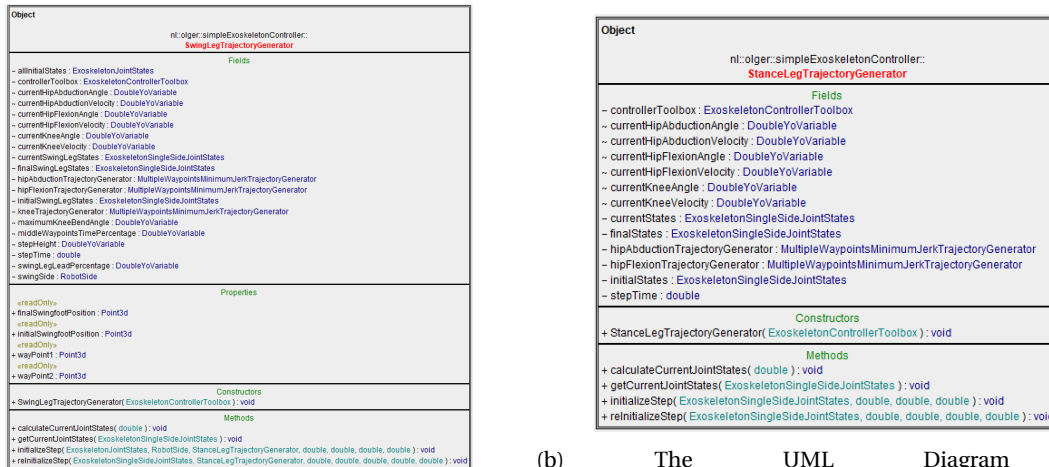 Object
nl::olger::simpleExoskeletonController::
SwingLegTrajectoryGenerator
Fields
- allInitialStates : ExoskeletonJointStates
- controllerToolbox : ExoskeletonControllerToolbox
~ currentHipAbductionAngle : DoubleYoVariable
~ currentHipAbductionVelocity : DoubleYoVariable
~ currentHipFlexionAngle : DoubleYoVariable
~ currentHipFlexionVelocity : DoubleYoVariable
~ currentKneeAngle : DoubleYoVariable
~ currentKneeVelocity : DoubleYoVariable
- currentSwingLegStates : ExoskeletonSingleSideJointStates
- finalSwingLegStates : ExoskeletonSingleSideJointStates
- hipAbductionTrajectoryGenerator : MultipleWaypointsMinimumJerkTrajectoryGenerator
- hipFlexionTrajectoryGenerator : MultipleWaypointsMinimumJerkTrajectoryGenerator
- initialSwingLegStates : ExoskeletonSingleSideJointStates
- kneeTrajectoryGenerator : MultipleWaypointsMinimumJerkTrajectoryGenerator
~ maximumKneeBendAngle : DoubleYoVariable
~ middleWaypointsTimePercentage : DoubleYoVariable
~ stepHeight : DoubleYoVariable
- stepTime : double
~ swingLegLeadPercentage : DoubleYoVariable
- swingSide : RobotSide
Properties
«readOnly»
+ finalSwingfootPosition : Point3d
«readOnly»
+ initialSwingfootPosition : Point3d
«readOnly»
+ wayPoint1 : Point3d
«readOnly»
+ wayPoint2 : Point3d
Constructors
+ SwingLegTrajectoryGenerator( ExoskeletonControllerToolbox ) : void
Methods
+ calculateCurrentJointStates( double ) : void
+ getCurrentJointStates( ExoskeletonSingleSideJointStates ) : void
+ initializeStep( ExoskeletonJointStates, RobotSide, StanceLegTrajectoryGenerator, double, double, double, double ) : void
+ reInitializeStep( ExoskeletonSingleSideJointStates, StanceLegTrajectoryGenerator, double, double, double, double, double ) : void
Object
nl::olger::simpleExoskeletonController::
StanceLegTrajectoryGenerator
Fields
- controllerToolbox : ExoskeletonControllerToolbox
~ currentHipAbductionAngle : DoubleYoVariable
~ currentHipAbductionVelocity : DoubleYoVariable
~ currentHipFlexionAngle : DoubleYoVariable
~ currentHipFlexionVelocity : DoubleYoVariable
~ currentKneeAngle : DoubleYoVariable
~ currentKneeVelocity : DoubleYoVariable
- currentStates : ExoskeletonSingleSideJointStates
- finalStates : ExoskeletonSingleSideJointStates
- hipAbductionTrajectoryGenerator : MultipleWaypointsMinimumJerkTrajectoryGenerator
- hipFlexionTrajectoryGenerator : MultipleWaypointsMinimumJerkTrajectoryGenerator
- initialStates : ExoskeletonSingleSideJointStates
- stepTime : double
Constructors
+ StanceLegTrajectoryGenerator( ExoskeletonControllerToolbox ) : void
Methods
+ calculateCurrentJointStates( double ) : void
+ getCurrentJointStates( ExoskeletonSingleSideJointStates ) : void
+ initializeStep( ExoskeletonSingleSideJointStates, double, double, double ) : void
+ reInitializeStep( ExoskeletonSingleSideJointStates, double, double, double, double ) : void
(b) The UML Diagram